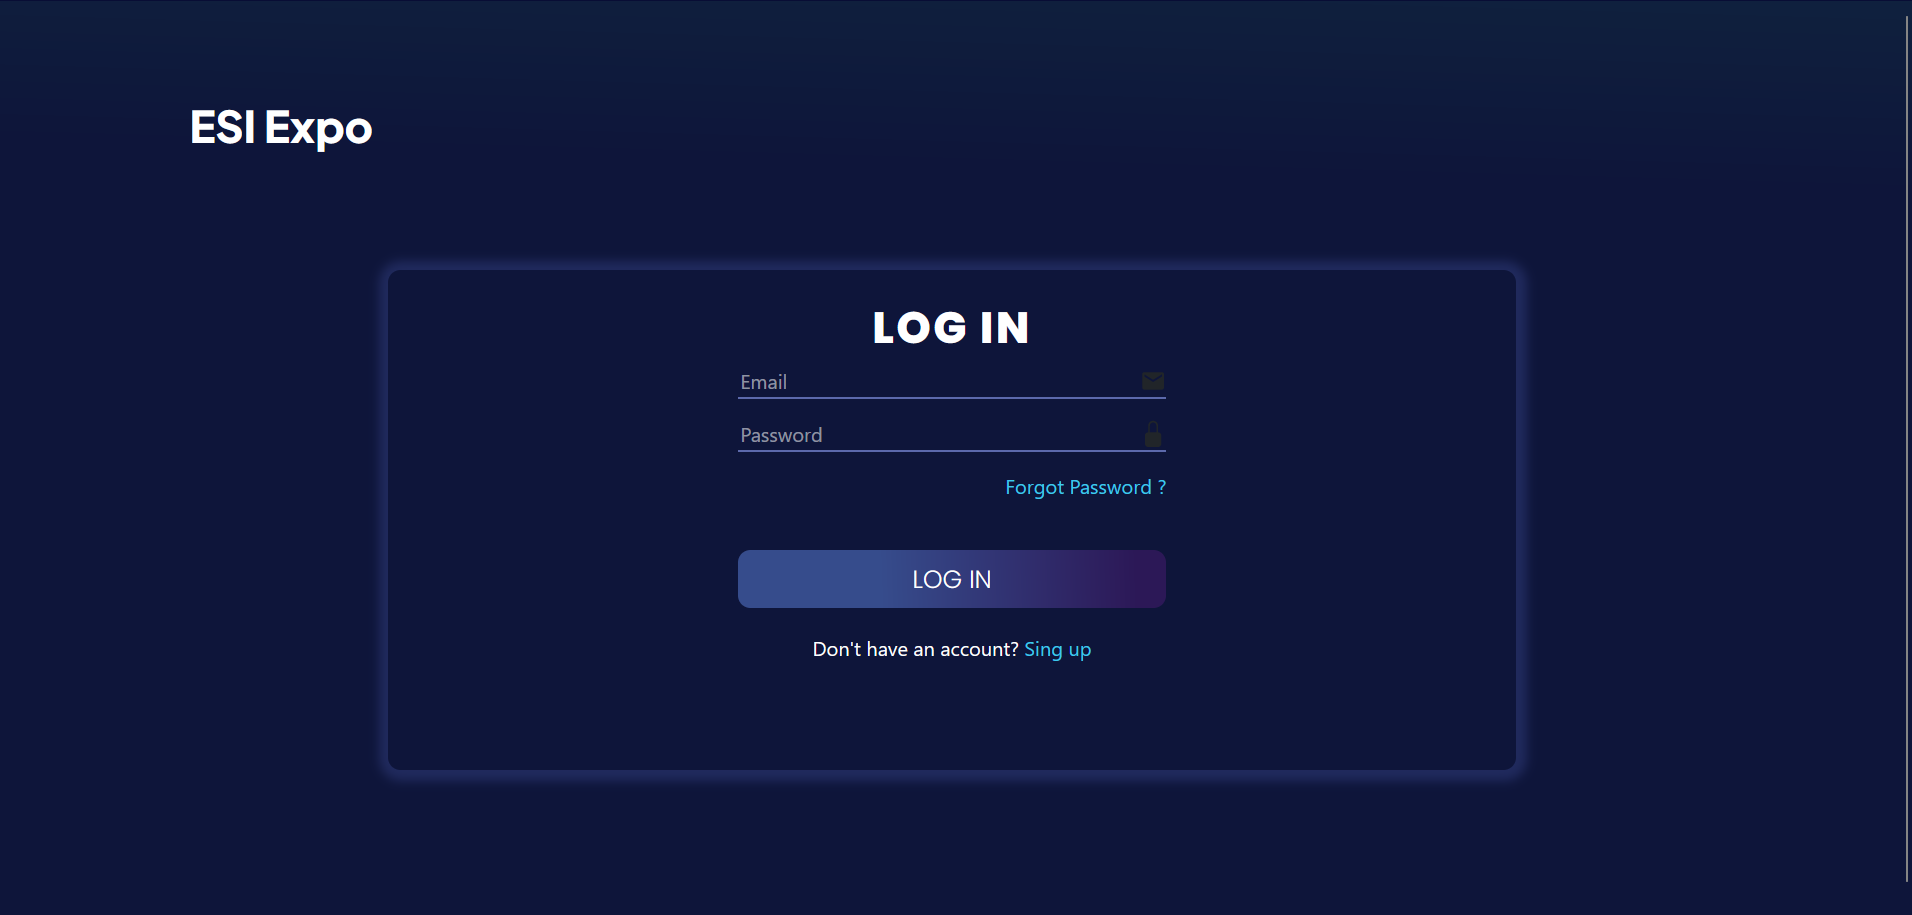 ESI Expo
LOG IN
Email
Password
Forgot Password ?
LOG IN
Don't have an account? Sing up